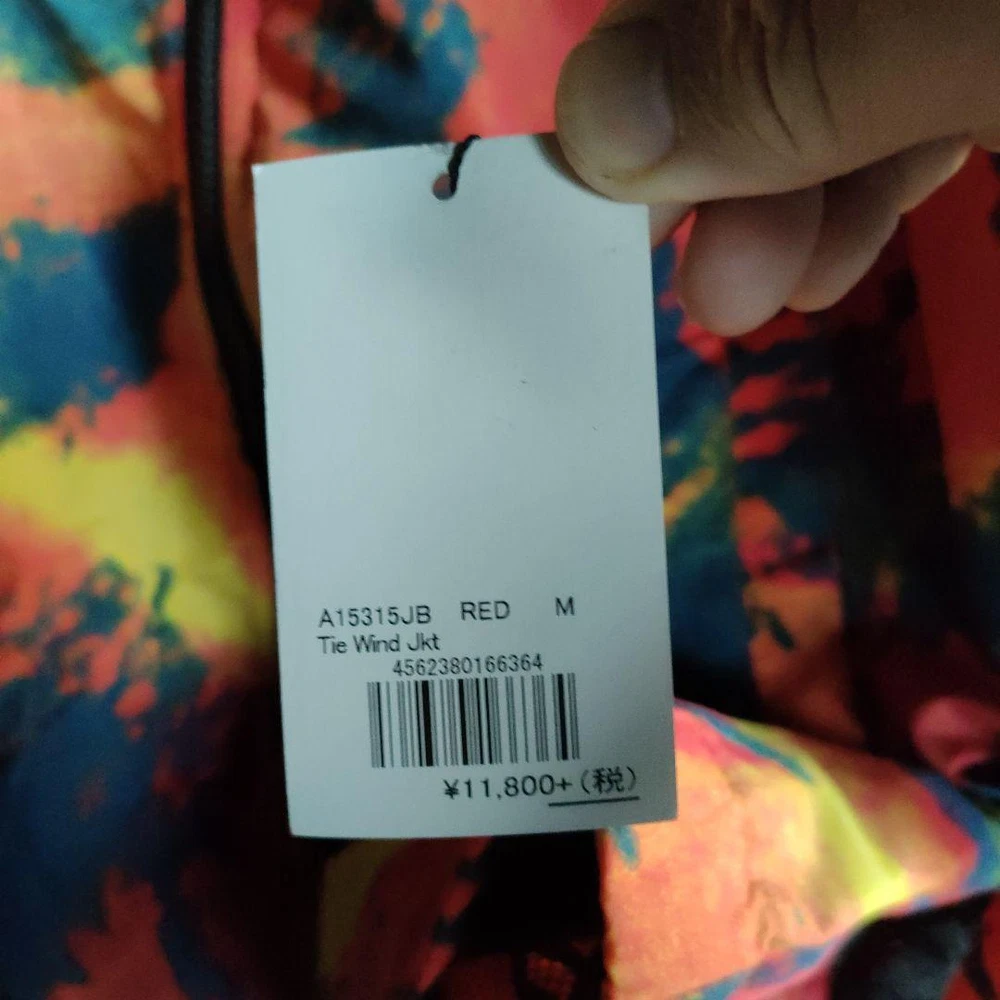 A15315JB RED M
Tie Wind Jkt
4562380166364
¥11,800+(税)